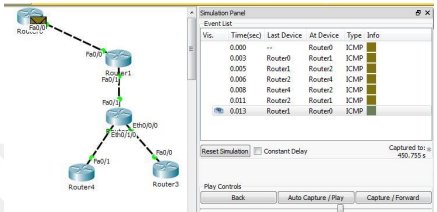 Simulation Panel
Event List
Vis. Time(sec) Last Device At Device Type Info
0.000 -- Router0 ICMP
0.003 Router0 Router1 ICMP
0.005 Router1 Router2 ICMP
0.006 Router2 Router4 ICMP
0.008 Router4 Router2 ICMP
0.011 Router2 Router1 ICMP
0.013 Router1 Router0 ICMP
Reset Simulation Constant Delay Captured to:
450.755 s
Play Controls
Back Auto Capture / Play Capture / Forward
Fa0/0
Fa0/0
Router1
Fa0/1
Fa0/1
Eth0/0/0
Eth0/1/0
Fa0/1
Fa0/0
Router4
Router3